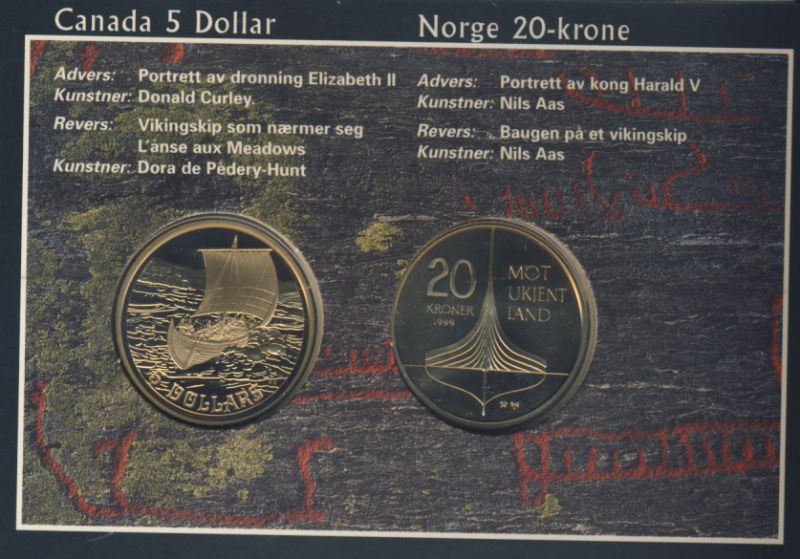 Canada 5 Dollar
Advers: Portrett av dronning Elizabeth II
Kunstner: Donald Curley.
Revers: Vikingskip som nærmer seg
L'anse aux Meadows
Kunstner: Dora de Pèdery-Hunt
Norge 20-krone
Advers: Portrett av kong Harald V
Kunstner: Nils Aas
Revers: Baugen på et vikingskip
Kunstner: Nils Aas
5 DOLLARS
20
KRONER
1999
MOT
UKJENT
LAND